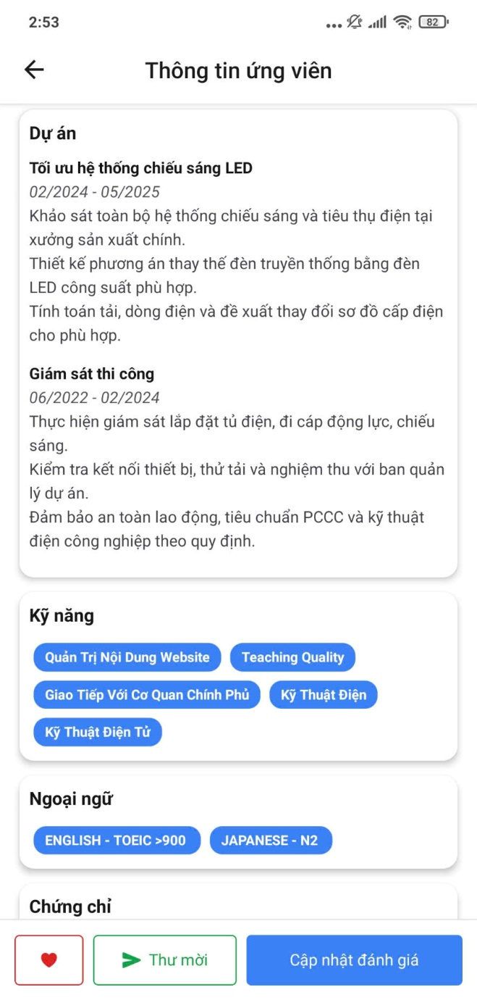 2:53
82
Thông tin ứng viên
Dự án
Tối ưu hệ thống chiếu sáng LED
02/2024 - 05/2025
Khảo sát toàn bộ hệ thống chiếu sáng và tiêu thụ điện tại
xưởng sản xuất chính.
Thiết kế phương án thay thế đèn truyền thống bằng đèn
LED công suất phù hợp.
Tính toán tải, dòng điện và đề xuất thay đổi sơ đồ cấp điện
cho phù hợp.
Giám sát thi công
06/2022 - 02/2024
Thực hiện giám sát lắp đặt tủ điện, đi cáp động lực, chiếu
sáng.
Kiểm tra kết nối thiết bị, thử tải và nghiệm thu với ban quản
lý dự án.
Đảm bảo an toàn lao động, tiêu chuẩn PCCC và kỹ thuật
điện công nghiệp theo quy định.
Kỹ năng
Quản Trị Nội Dung Website
Teaching Quality
Giao Tiếp Với Cơ Quan Chính Phủ
Kỹ Thuật Điện
Kỹ Thuật Điện Tử
Ngoại ngữ
ENGLISH - TOEIC >900
JAPANESE - N2
Chứng chỉ
Thư mời
Cập nhật đánh giá